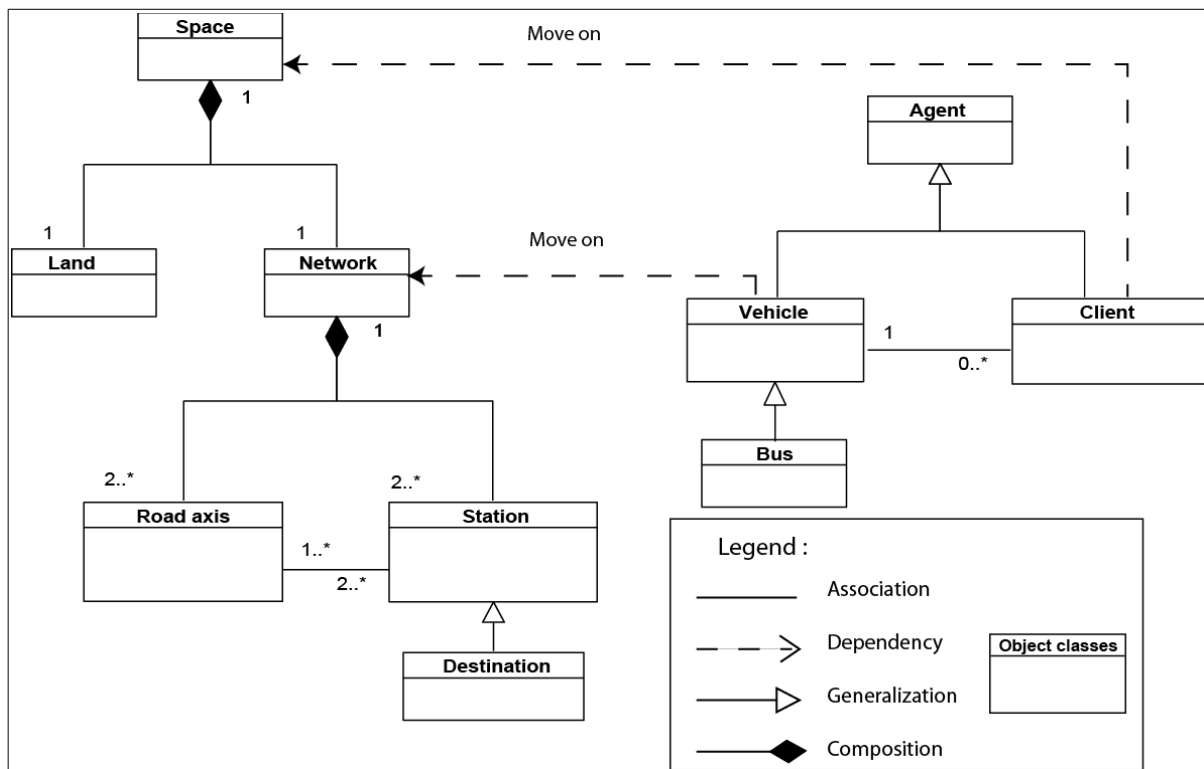 Space
Move on
1
Agent
1
1
Land
Network
Move on
1
Vehicle
Client
1
0..*
Bus
2..*
2..*
Road axis
Station
1..*
2..*
Destination
Legend :
Association
Dependency
Object classes
Generalization
Composition